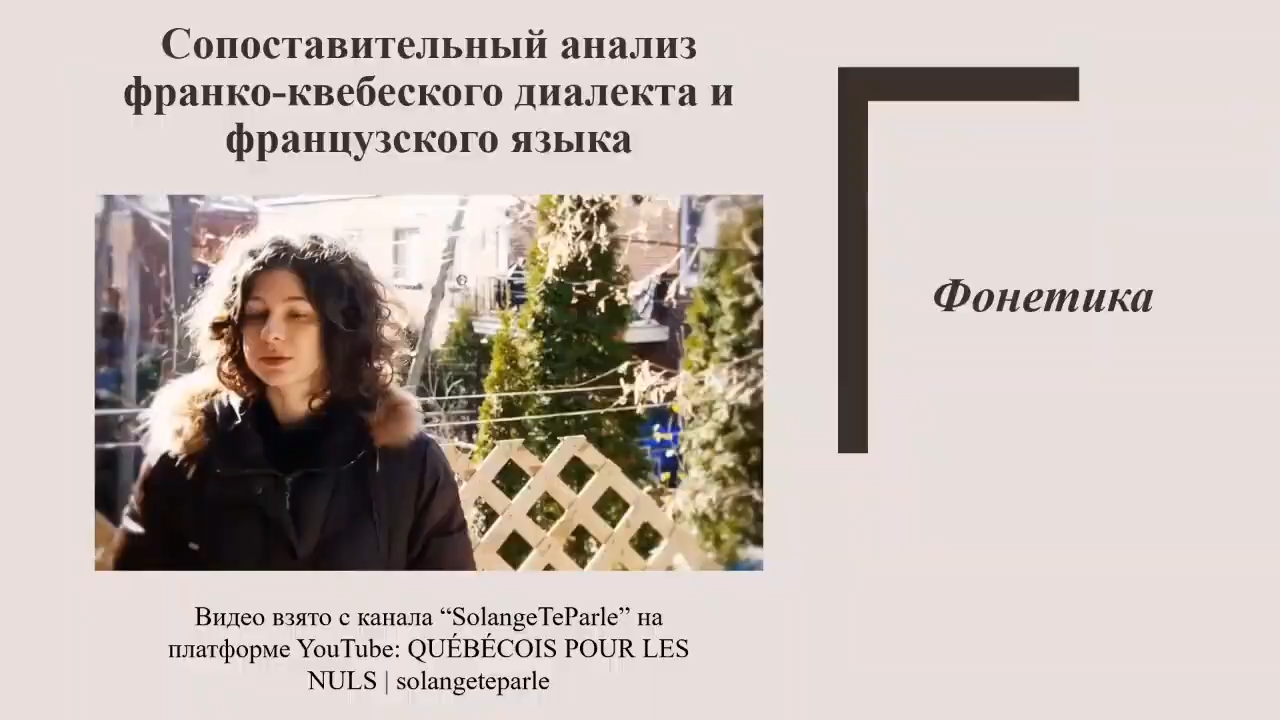 Сопоставительный анализ
франко-квебеского диалекта и
французского языка
Фонетика
Видео взято с канала “SolangeTeParle” на
платформе YouTube: QUÉBÉCOIS POUR LES
NULS | solangeteparle